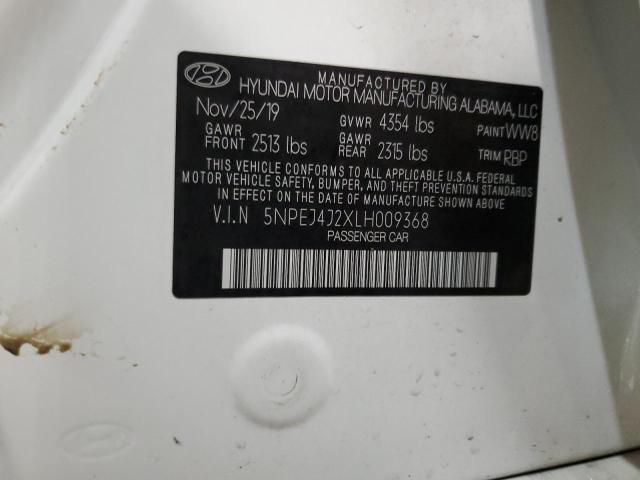 MANUFACTURED BY
HYUNDAI MOTOR MANUFACTURING ALABAMA, LLC
Nov/25/19 GVWR 4354 lbs PAINT WW8
GAWR FRONT 2513 lbs GAWR REAR 2315 lbs TRIM RBP
THIS VEHICLE CONFORMS TO ALL APPLICABLE U.S.A. FEDERAL
MOTOR VEHICLE SAFETY, BUMPER, AND THEFT PREVENTION STANDARDS
IN EFFECT ON THE DATE OF MANUFACTURE SHOWN ABOVE.
V.I.N 5NPEJ4J2XLH009368
PASSENGER CAR